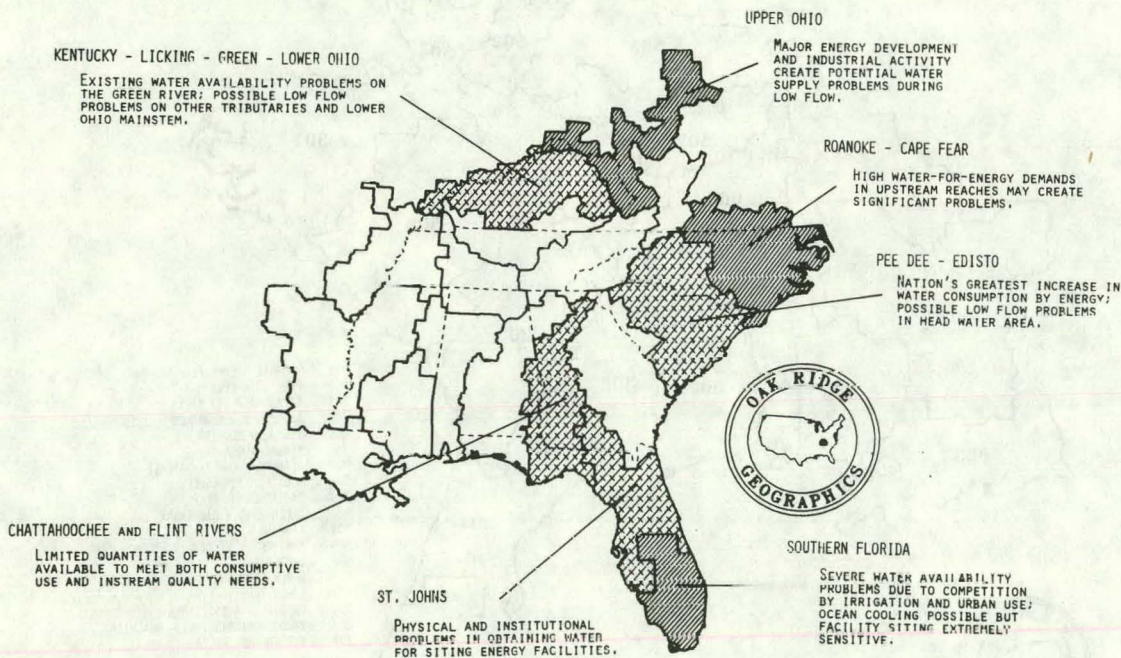 UPPER OHIO
MAJOR ENERGY DEVELOPMENT
AND INDUSTRIAL ACTIVITY
CREATE POTENTIAL WATER
SUPPLY PROBLEMS DURING
LOW FLOW.
KENTUCKY - LICKING - GREEN - LOWER OHIO
EXISTING WATER AVAILABILITY PROBLEMS ON
THE GREEN RIVER; POSSIBLE LOW FLOW
PROBLEMS ON OTHER TRIBUTARIES AND LOWER
OHIO MAINSTEM.
ROANOKE - CAPE FEAR
HIGH WATER-FOR-ENERGY DEMANDS
IN UPSTREAM REACHES MAY CREATE
SIGNIFICANT PROBLEMS.
PEE DEE - EDISTO
NATION'S GREATEST INCREASE IN
WATER CONSUMPTION BY ENERGY;
POSSIBLE LOW FLOW PROBLEMS
IN HEAD WATER AREA.
OAK RIDGE
GEOGRAPHICS
CHATTAHOOCHEE AND FLINT RIVERS
LIMITED QUANTITIES OF WATER
AVAILABLE TO MEET BOTH CONSUMPTIVE
USE AND INSTREAM QUALITY NEEDS.
ST. JOHNS
PHYSICAL AND INSTITUTIONAL
PROBLEMS IN OBTAINING WATER
FOR SITING ENERGY FACILITIES.
SOUTHERN FLORIDA
SEVERE WATER AVAILABILITY
PROBLEMS DUE TO COMPETITION
BY IRRIGATION AND URBAN USE;
OCEAN COOLING POSSIBLE BUT
FACILITY SITING EXTREMELY
SENSITIVE.